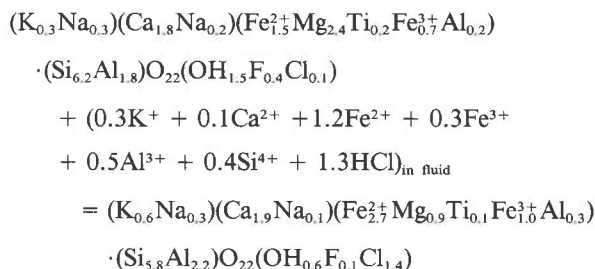 (K₀.₃Na₀.₃)(Ca₁.₈Na₀.₂)(Fe²⁺₁.₅Mg₂.₄Ti₀.₂Fe³⁺₀.₇Al₀.₂)
·(Si₆.₂Al₁.₈)O₂₂(OH₁.₅F₀.₄Cl₀.₁)
+ (0.3K⁺ + 0.1Ca²⁺ +1.2Fe²⁺ + 0.3Fe³⁺
+ 0.5Al³⁺ + 0.4Si⁴⁺ + 1.3HCl)in fluid
= (K₀.₆Na₀.₃)(Ca₁.₉Na₀.₁)(Fe²⁺₂.₇Mg₀.₉Ti₀.₁Fe³⁺₁.₀Al₀.₃)
·(Si₅.₈Al₂.₂)O₂₂(OH₀.₆F₀.₁Cl₁.₄)